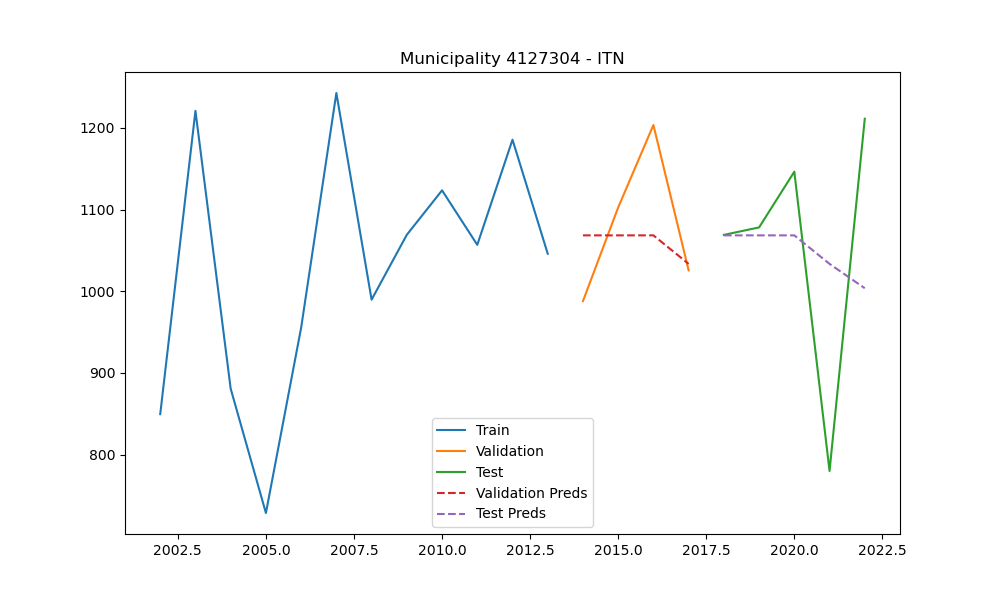 Municipality 4127304 - ITN
1200
1100
1000
900
800
Train
Validation
Test
Validation Preds
Test Preds
2002.5 2005.0 2007.5 2010.0 2012.5 2015.0 2017.5 2020.0 2022.5